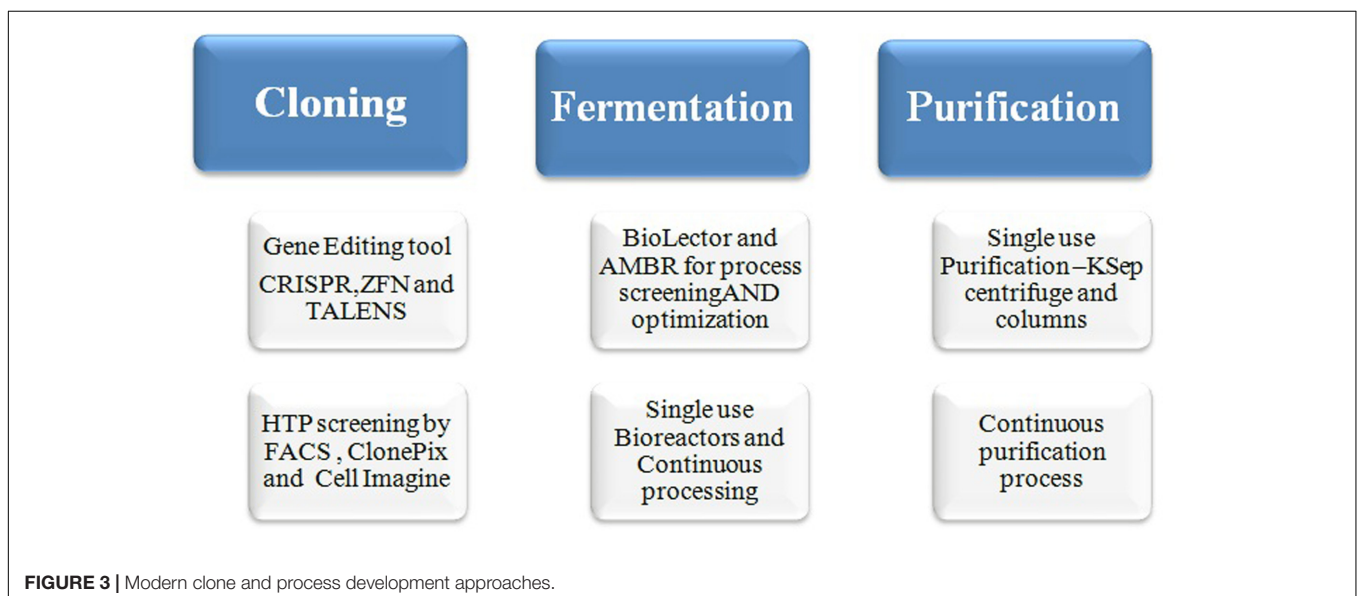 Cloning
Gene Editing tool
CRISPR,ZFN and
TALENS
HTP screening by
FACS , ClonePix
and Cell Imagine
Fermentation
BioLector and
AMBR for process
screeningAND
optimization
Single use
Bioreactors and
Continuous
processing
Purification
Single use
Purification–KSep
centrifuge and
columns
Continuous
purification
process
FIGURE 3 | Modern clone and process development approaches.